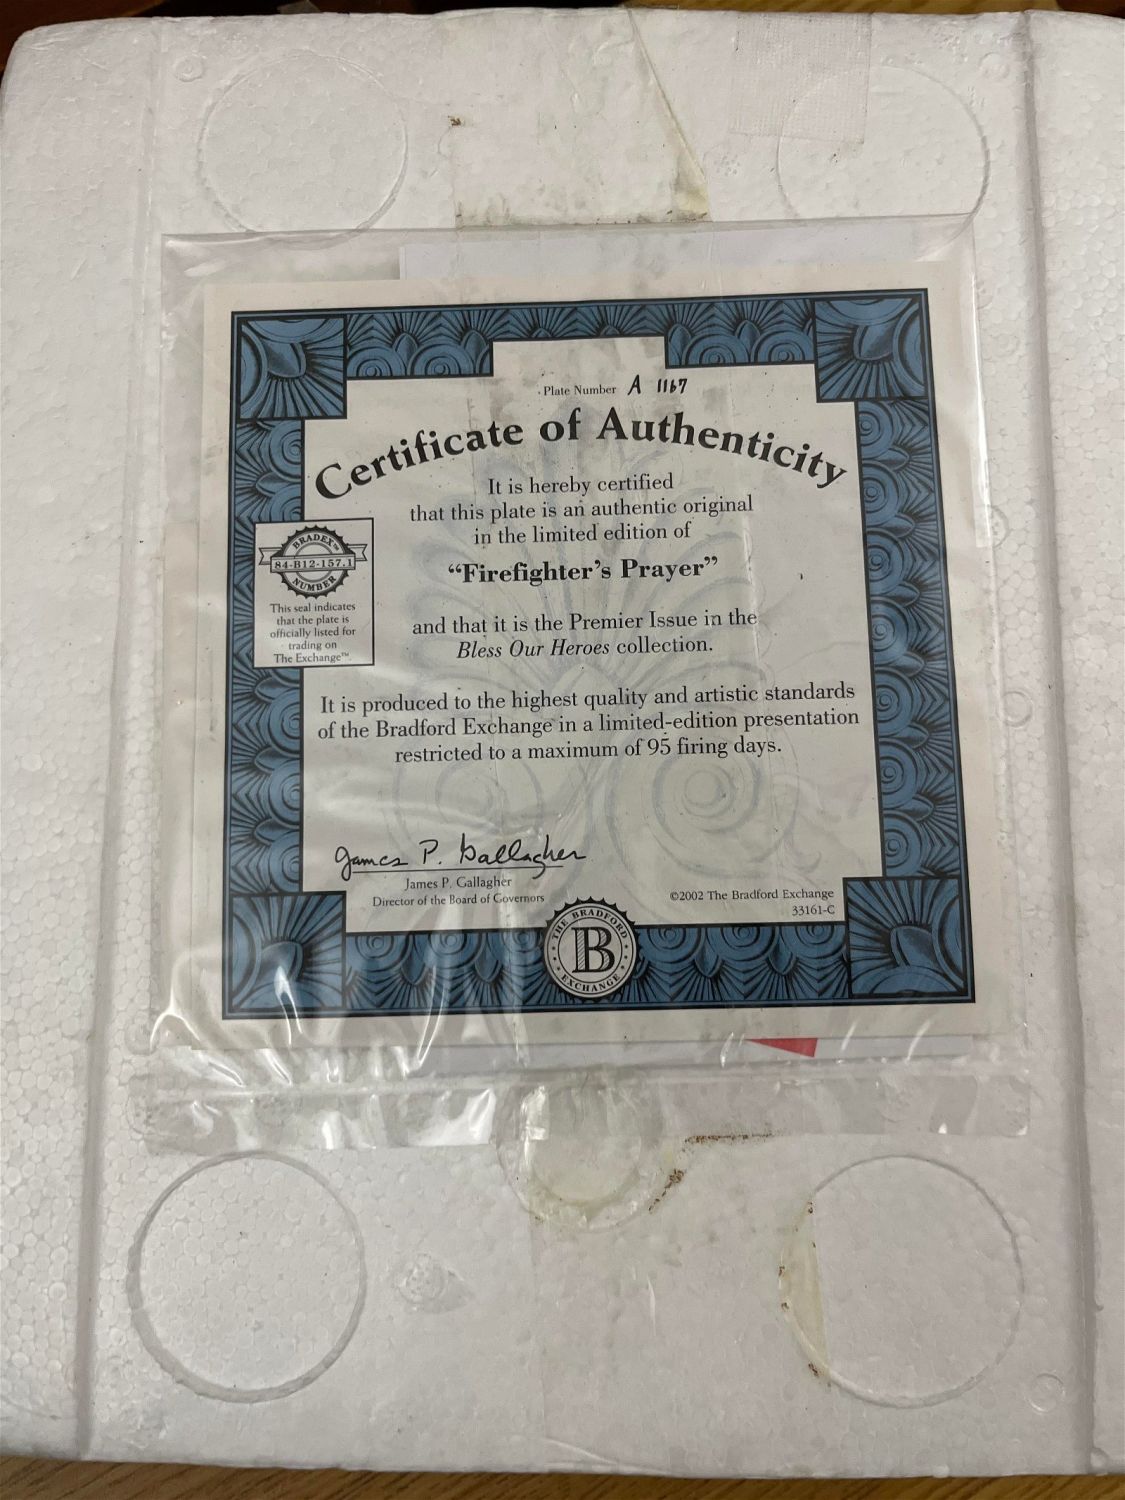 Plate Number A 1167
Certificate of Authenticity
It is hereby certified
that this plate is an authentic original
in the limited edition of
“Firefighter’s Prayer”
and that it is the Premier Issue in the
Bless Our Heroes collection.
BRADEX™
84-B12-157.1
NUMBER
This seal indicates
that the plate is
officially listed for
trading on
The Exchange™.
It is produced to the highest quality and artistic standards
of the Bradford Exchange in a limited-edition presentation
restricted to a maximum of 95 firing days.
James P. Gallagher
James P. Gallagher
Director of the Board of Governors
©2002 The Bradford Exchange
33161-C
THE BRADFORD
B
EXCHANGE